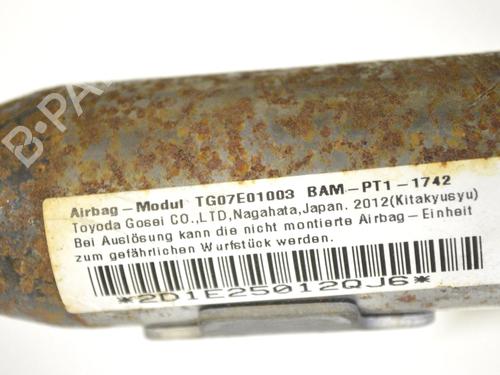 B-PA
Airbag-Modul TG07E01003 BAM-PT1-1742
Toyoda Gosei CO.,LTD,Nagahata,Japan. 2012(Kitakyusyu)
Bei Auslösung kann die nicht montierte Airbag-Einheit
zum gefährlichen Wurfstück werden.
*2D1E25012QJ6*